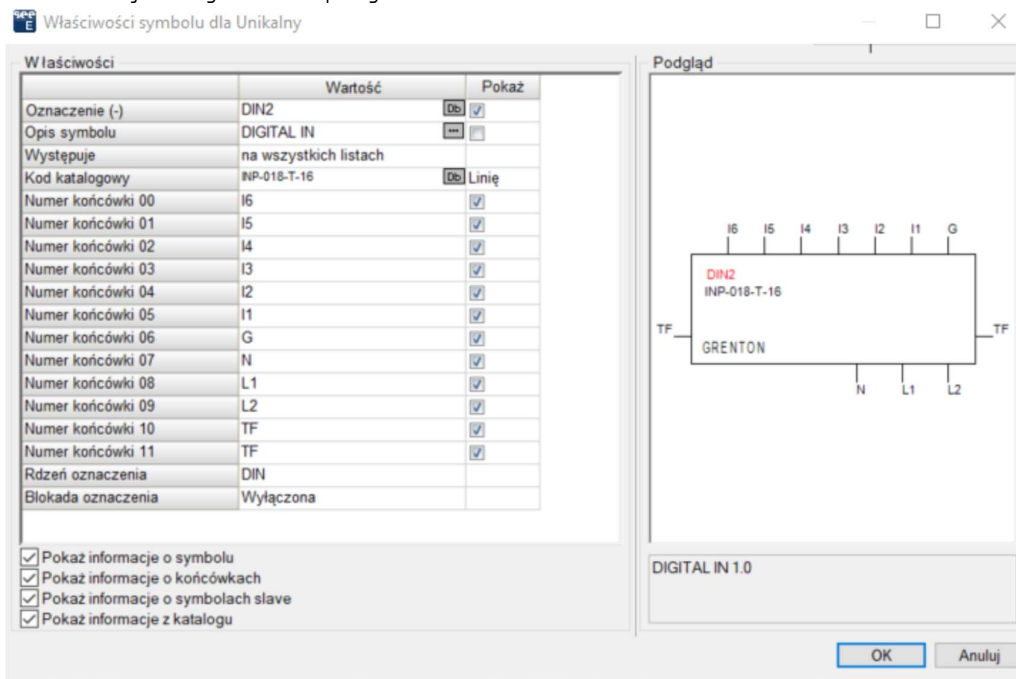 see E Właściwości symbolu dla Unikalny
Właściwości
Wartość Pokaż
Oznaczenie (-) DIN2 Db
Opis symbolu DIGITAL IN ...
Występuje na wszystkich listach
Kod katalogowy INP-018-T-16 Db Linię
Numer końcówki 00 I6
Numer końcówki 01 I5
Numer końcówki 02 I4
Numer końcówki 03 I3
Numer końcówki 04 I2
Numer końcówki 05 I1
Numer końcówki 06 G
Numer końcówki 07 N
Numer końcówki 08 L1
Numer końcówki 09 L2
Numer końcówki 10 TF
Numer końcówki 11 TF
Rdzeń oznaczenia DIN
Blokada oznaczenia Wyłączona
Pokaż informacje o symbolu
Pokaż informacje o końcówkach
Pokaż informacje o symbolach slave
Pokaż informacje z katalogu
Podgląd
I6 I5 I4 I3 I2 I1 G
DIN2
INP-018-T-16
TF TF
GRENTON
N L1 L2
DIGITAL IN 1.0
OK Anuluj